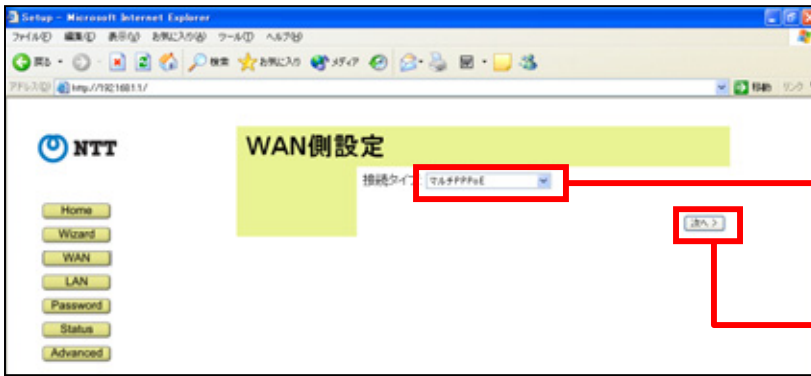 Setup - Microsoft Internet Explorer
ファイル(F) 編集(E) 表示(V) お気に入り(A) ツール(T) ヘルプ(H)
戻る 検索 お気に入り メディア
アドレス(D) http://192.168.1.1/ 移動 リンク
NTT
WAN側設定
接続タイプ: マルチPPPoE
次へ >
Home
Wizard
WAN
LAN
Password
Status
Advanced